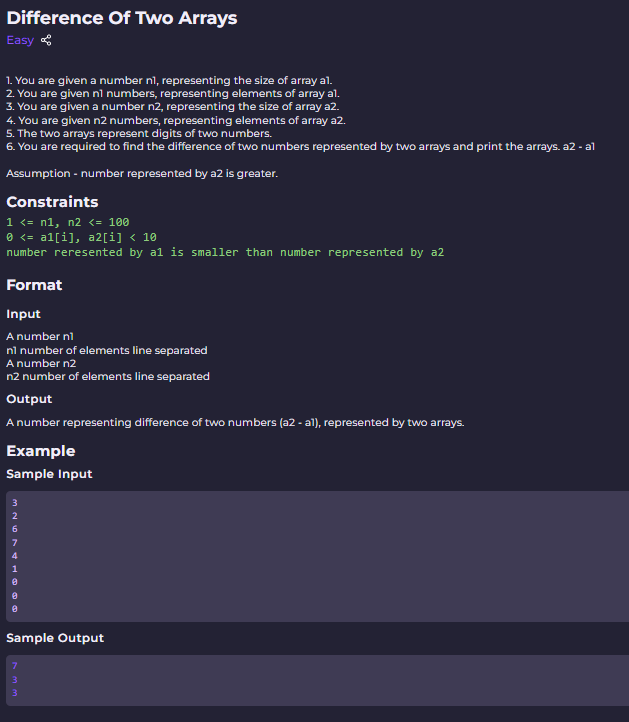 Difference Of Two Arrays
Easy
1. You are given a number n1, representing the size of array a1.
2. You are given n1 numbers, representing elements of array a1.
3. You are given a number n2, representing the size of array a2.
4. You are given n2 numbers, representing elements of array a2.
5. The two arrays represent digits of two numbers.
6. You are required to find the difference of two numbers represented by two arrays and print the arrays. a2 - a1
Assumption - number represented by a2 is greater.
Constraints
1 <= n1, n2 <= 100
0 <= a1[i], a2[i] < 10
number reresented by a1 is smaller than number represented by a2
Format
Input
A number n1
n1 number of elements line separated
A number n2
n2 number of elements line separated
Output
A number representing difference of two numbers (a2 - a1), represented by two arrays.
Example
Sample Input
3
2
6
7
4
1
0
0
0
Sample Output
7
3
3